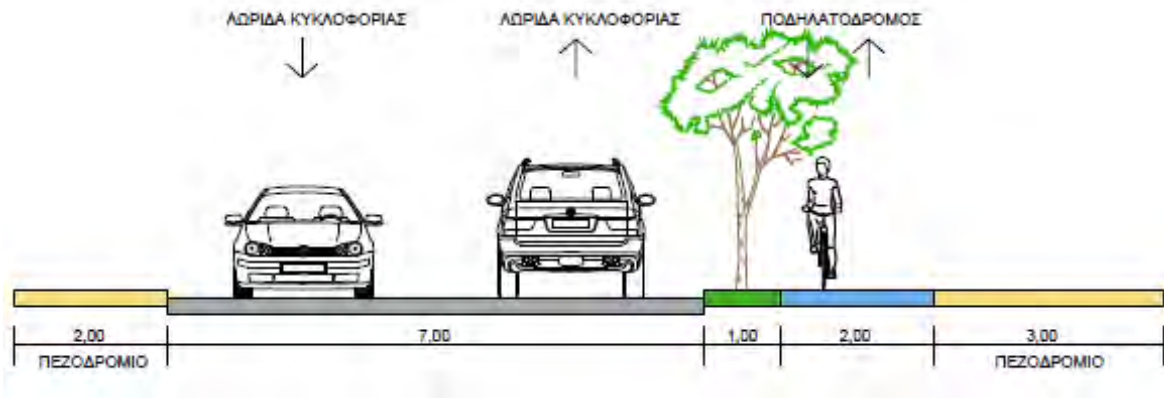 ΛΩΡΙΔΑ ΚΥΚΛΟΦΟΡΙΑΣ ΛΩΡΙΔΑ ΚΥΚΛΟΦΟΡΙΑΣ ΠΟΔΗΛΑΤΟΔΡΟΜΟΣ
2,00 7,00 1,00 2,00 3,00
ΠΕΖΟΔΡΟΜΙΟ ΠΕΖΟΔΡΟΜΙΟ